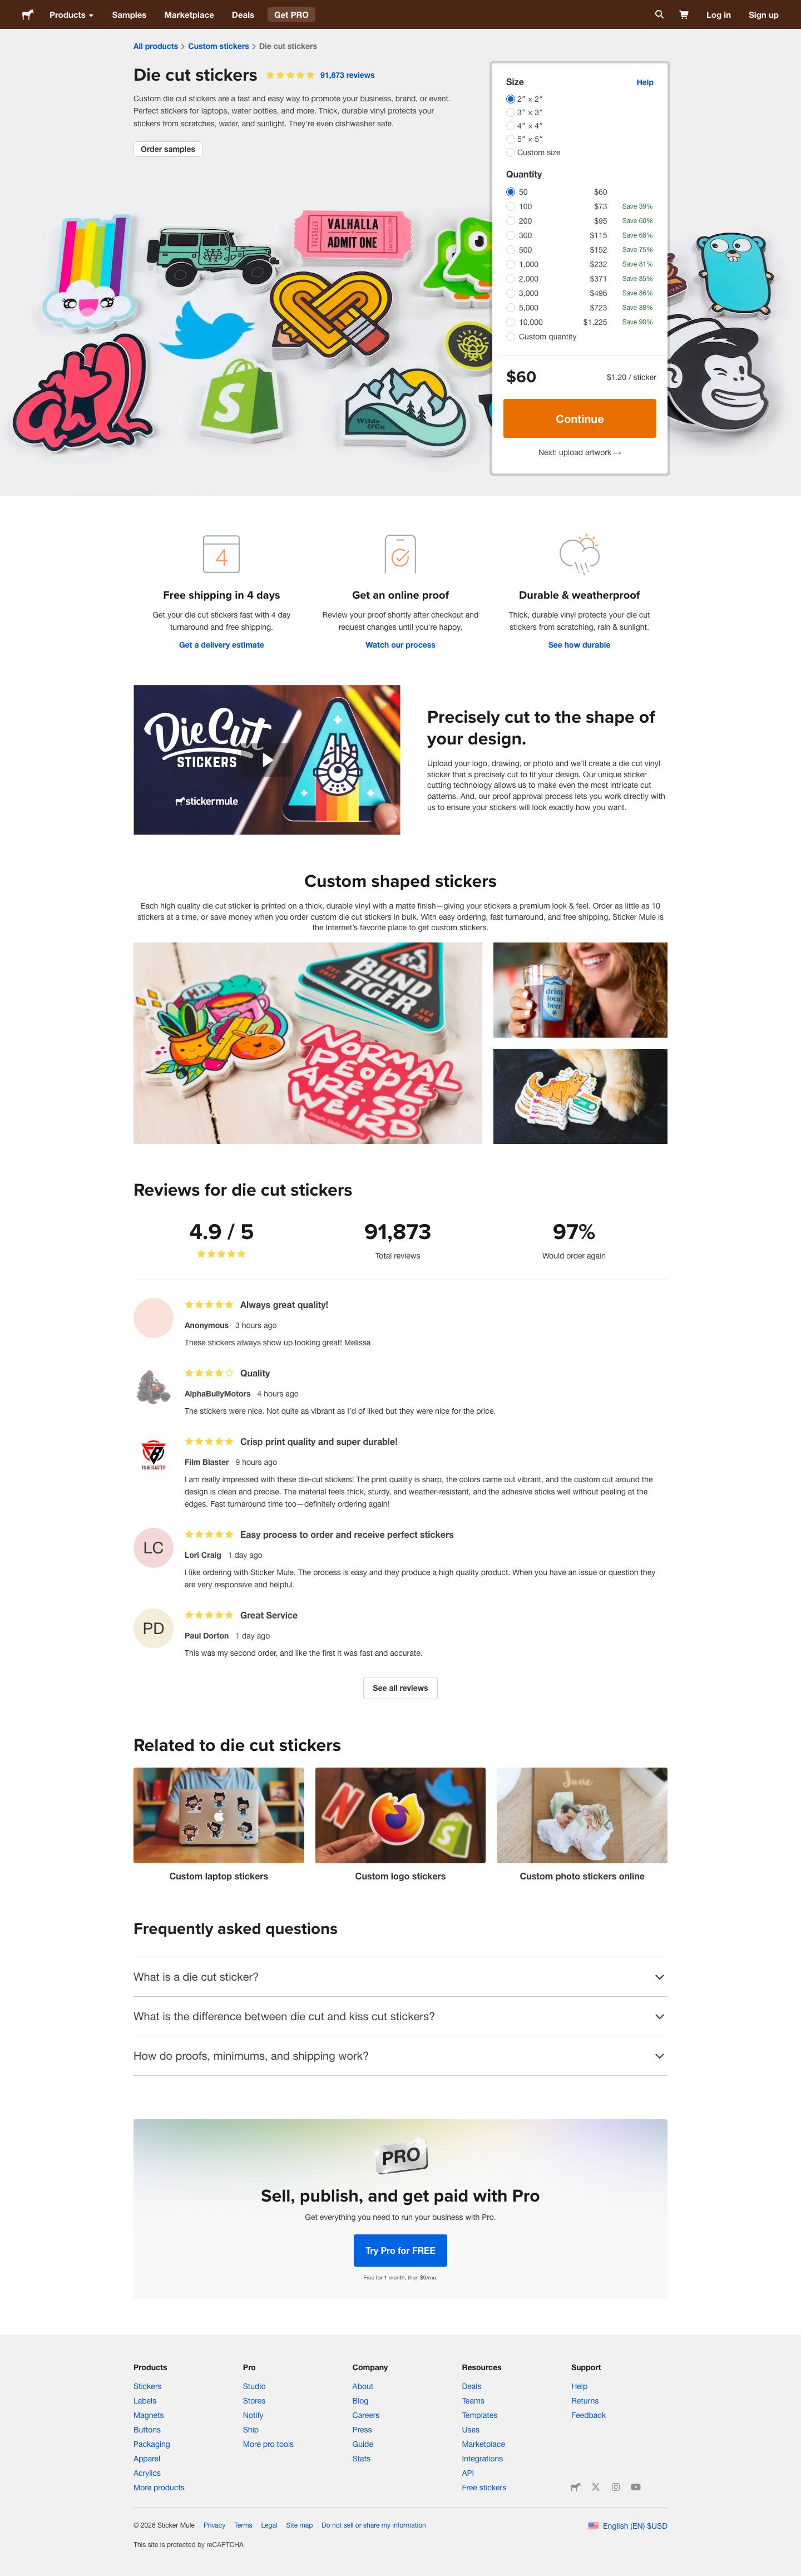 Products
Samples
Marketplace
Deals
Get PRO
Log in
Sign up
All products > Custom stickers > Die cut stickers
Die cut stickers
91,873 reviews
Custom die cut stickers are a fast and easy way to promote your business, brand, or event.
Perfect stickers for laptops, water bottles, and more. Thick, durable vinyl protects your
stickers from scratches, water, and sunlight. They're even dishwasher safe.
Order samples
VALHALLA
ADMIT ONE
Wilde
&Co
S
Size
Help
2" × 2"
3" × 3"
4" × 4"
5" × 5"
Custom size
Quantity
50 $60
100 $73 Save 39%
200 $95 Save 60%
300 $115 Save 68%
500 $152 Save 75%
1,000 $232 Save 81%
2,000 $371 Save 85%
3,000 $496 Save 86%
5,000 $723 Save 88%
10,000 $1,225 Save 90%
Custom quantity
$60
$1.20 / sticker
Continue
Next: upload artwork →
4
Free shipping in 4 days
Get your die cut stickers fast with 4 day
turnaround and free shipping.
Get a delivery estimate
Get an online proof
Review your proof shortly after checkout and
request changes until you're happy.
Watch our process
Durable & weatherproof
Thick, durable vinyl protects your die cut
stickers from scratching, rain & sunlight.
See how durable
Die Cut
STICKERS
stickermule
Precisely cut to the shape of
your design.
Upload your logo, drawing, or photo and we'll create a die cut vinyl
sticker that's precisely cut to fit your design. Our unique sticker
cutting technology allows us to make even the most intricate cut
patterns. And, our proof approval process lets you work directly with
us to ensure your stickers will look exactly how you want.
Custom shaped stickers
Each high quality die cut sticker is printed on a thick, durable vinyl with a matte finish—giving your stickers a premium look & feel. Order as little as 10
stickers at a time, or save money when you order custom die cut stickers in bulk. With easy ordering, fast turnaround, and free shipping, Sticker Mule is
the Internet's favorite place to get custom stickers.
BLIND
TIGER
NORMAL
PEOPLE
ARE SO
WEIRD
drink
local
beer
Reviews for die cut stickers
4.9 / 5
91,873
Total reviews
97%
Would order again
Always great quality!
Anonymous 3 hours ago
These stickers always show up looking great! Melissa
Quality
AlphaBullyMotors 4 hours ago
The stickers were nice. Not quite as vibrant as I'd of liked but they were nice for the price.
FILM BLASTER
Crisp print quality and super durable!
Film Blaster 9 hours ago
I am really impressed with these die-cut stickers! The print quality is sharp, the colors came out vibrant, and the custom cut around the
design is clean and precise. The material feels thick, sturdy, and weather-resistant, and the adhesive sticks well without peeling at the
edges. Fast turnaround time too—definitely ordering again!
LC
Easy process to order and receive perfect stickers
Lori Craig 1 day ago
I like ordering with Sticker Mule. The process is easy and they produce a high quality product. When you have an issue or question they
are very responsive and helpful.
PD
Great Service
Paul Dorton 1 day ago
This was my second order, and like the first it was fast and accurate.
See all reviews
Related to die cut stickers
June
Custom laptop stickers
Custom logo stickers
Custom photo stickers online
Frequently asked questions
What is a die cut sticker?
What is the difference between die cut and kiss cut stickers?
How do proofs, minimums, and shipping work?
PRO
Sell, publish, and get paid with Pro
Get everything you need to run your business with Pro.
Try Pro for FREE
Free for 1 month, then $9/mo.
Products
Stickers
Labels
Magnets
Buttons
Packaging
Apparel
Acrylics
More products
Pro
Studio
Stores
Notify
Ship
More pro tools
Company
About
Blog
Careers
Press
Guide
Stats
Resources
Deals
Teams
Templates
Uses
Marketplace
Integrations
API
Free stickers
Support
Help
Returns
Feedback
© 2026 Sticker Mule Privacy Terms Legal Site map Do not sell or share my information
English (EN) $USD
This site is protected by reCAPTCHA